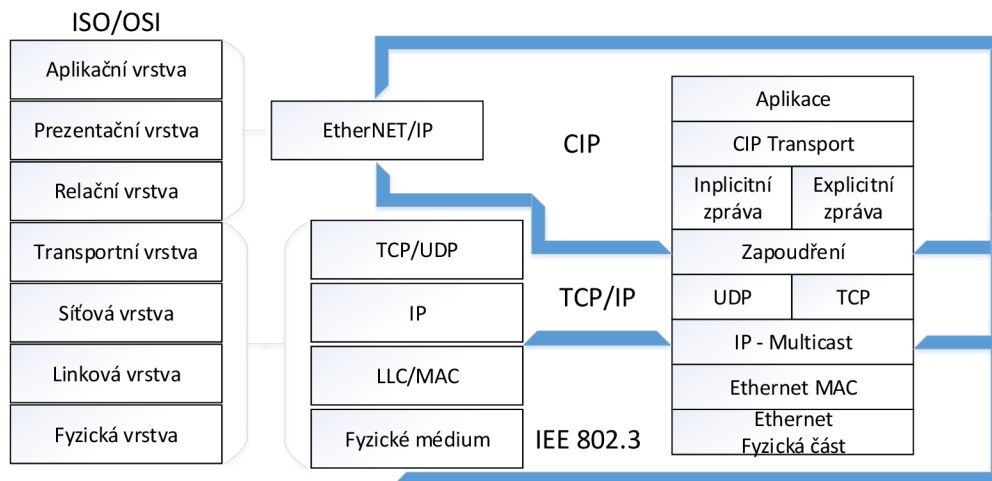 ISO/OSI
Aplikační vrstva
Prezentační vrstva
Relační vrstva
Transportní vrstva
Síťová vrstva
Linková vrstva
Fyzická vrstva
EtherNET/IP
TCP/UDP
IP
LLC/MAC
Fyzické médium
CIP
TCP/IP
IEE 802.3
Aplikace
CIP Transport
Inplicitní
zpráva
Explicitní
zpráva
Zapoudření
UDP
TCP
IP - Multicast
Ethernet MAC
Ethernet
Fyzická část